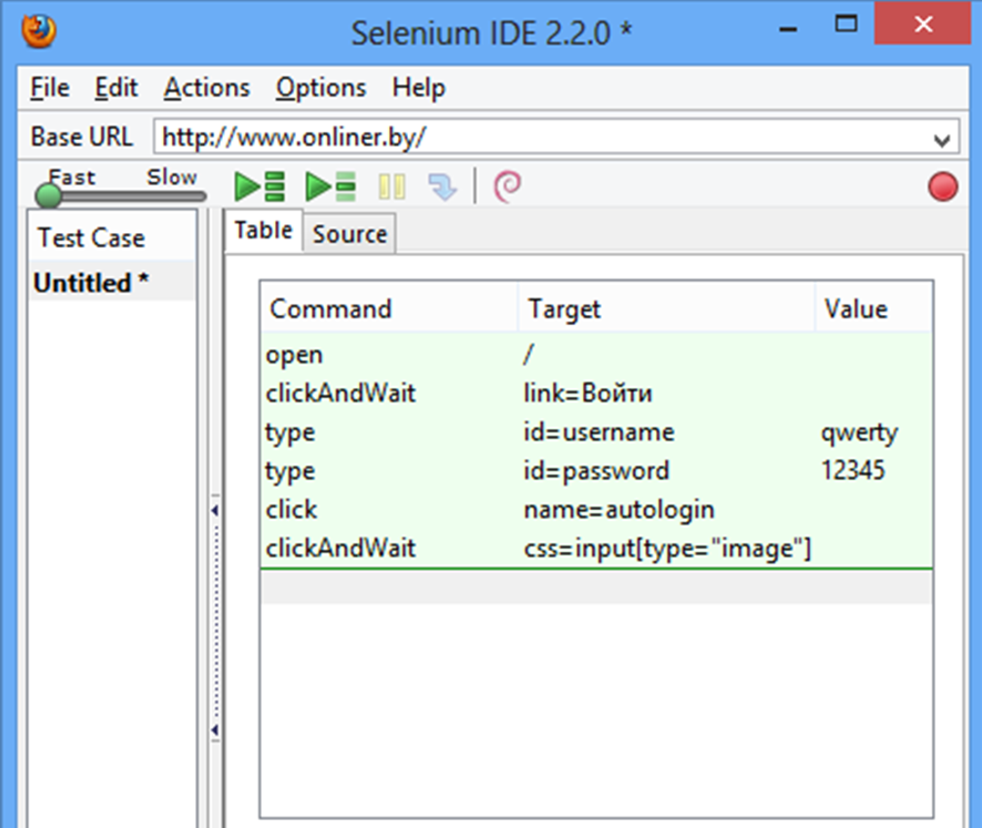 Selenium IDE 2.2.0 *
File Edit Actions Options Help
Base URL http://www.onliner.by/
Fast Slow
Test Case
Untitled *
Table Source
Command Target Value
open /
clickAndWait link=Войти
type id=username qwerty
type id=password 12345
click name=autologin
clickAndWait css=input[type="image"]